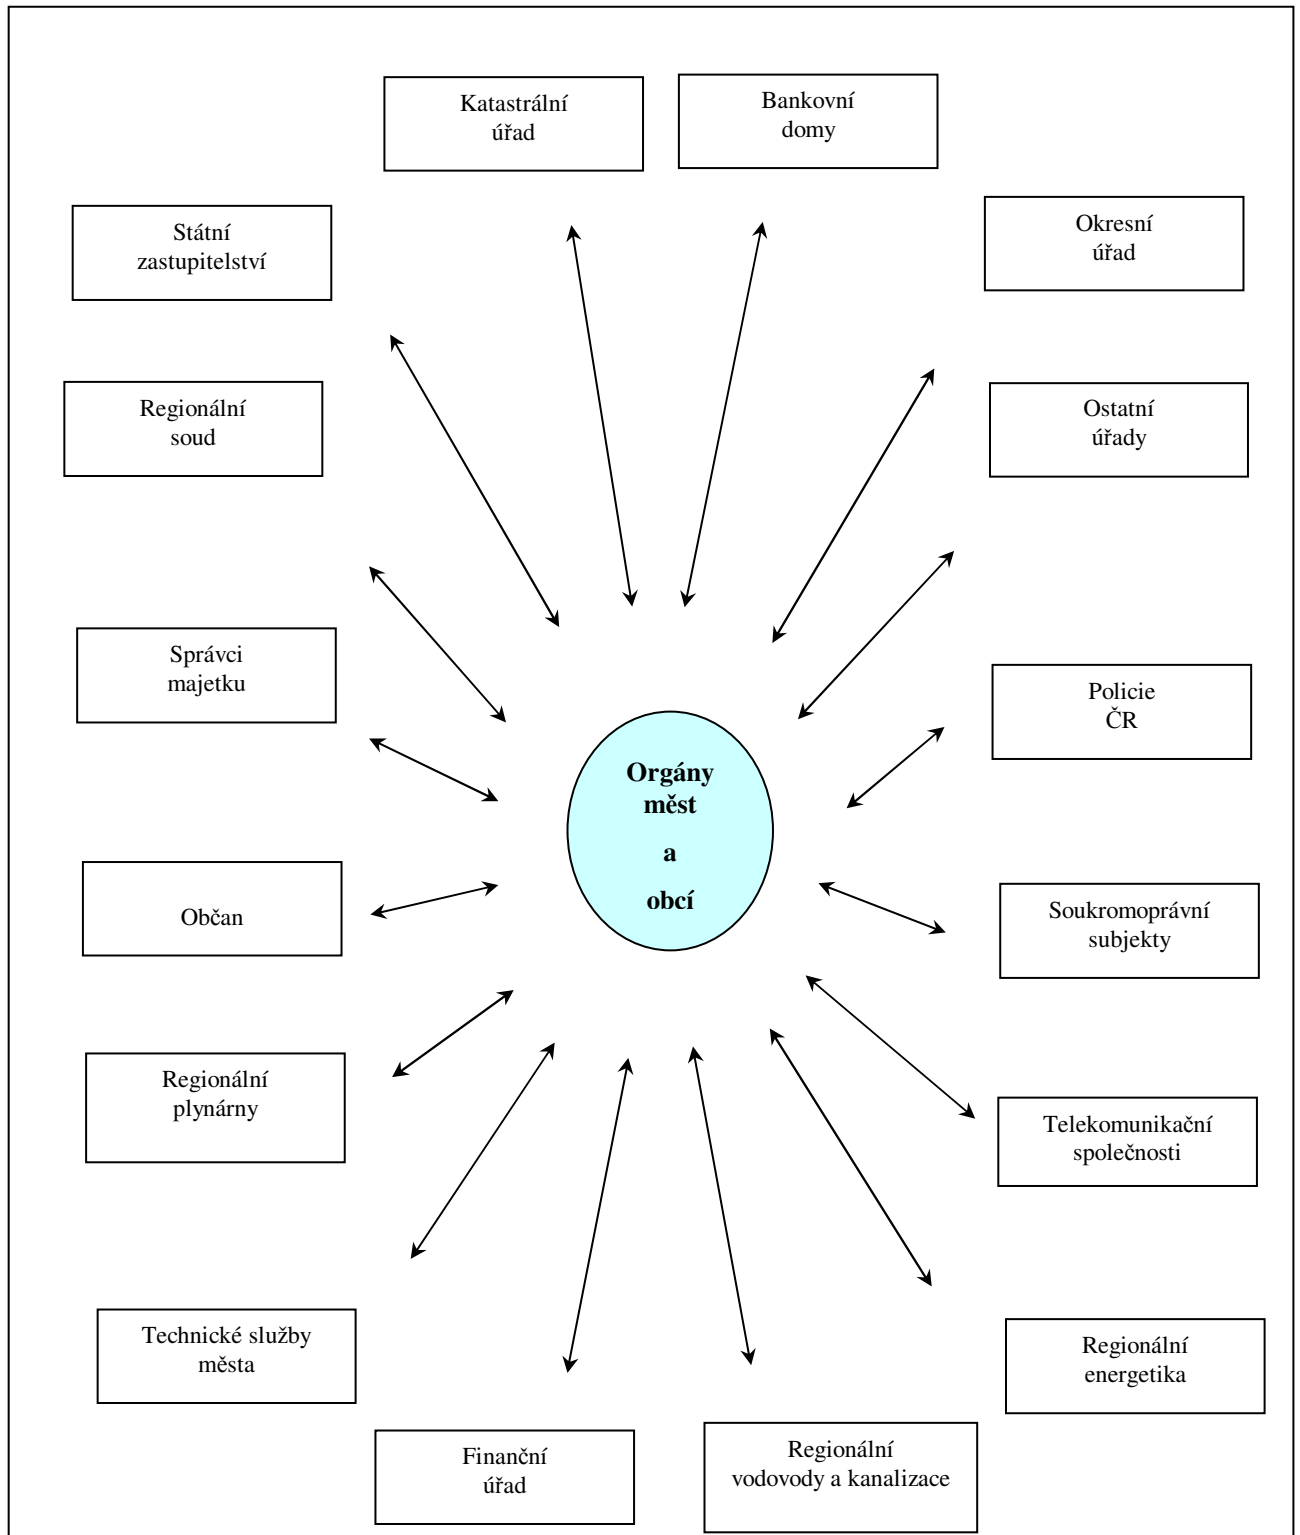 Katastrální
úřad
Bankovní
domy
Státní
zastupitelství
Okresní
úřad
Regionální
soud
Ostatní
úřady
Správci
majetku
Policie
ČR
Orgány
měst
a
obcí
Občan
Soukromoprávní
subjekty
Regionální
plynárny
Telekomunikační
společnosti
Technické služby
města
Regionální
energetika
Finanční
úřad
Regionální
vodovody a kanalizace